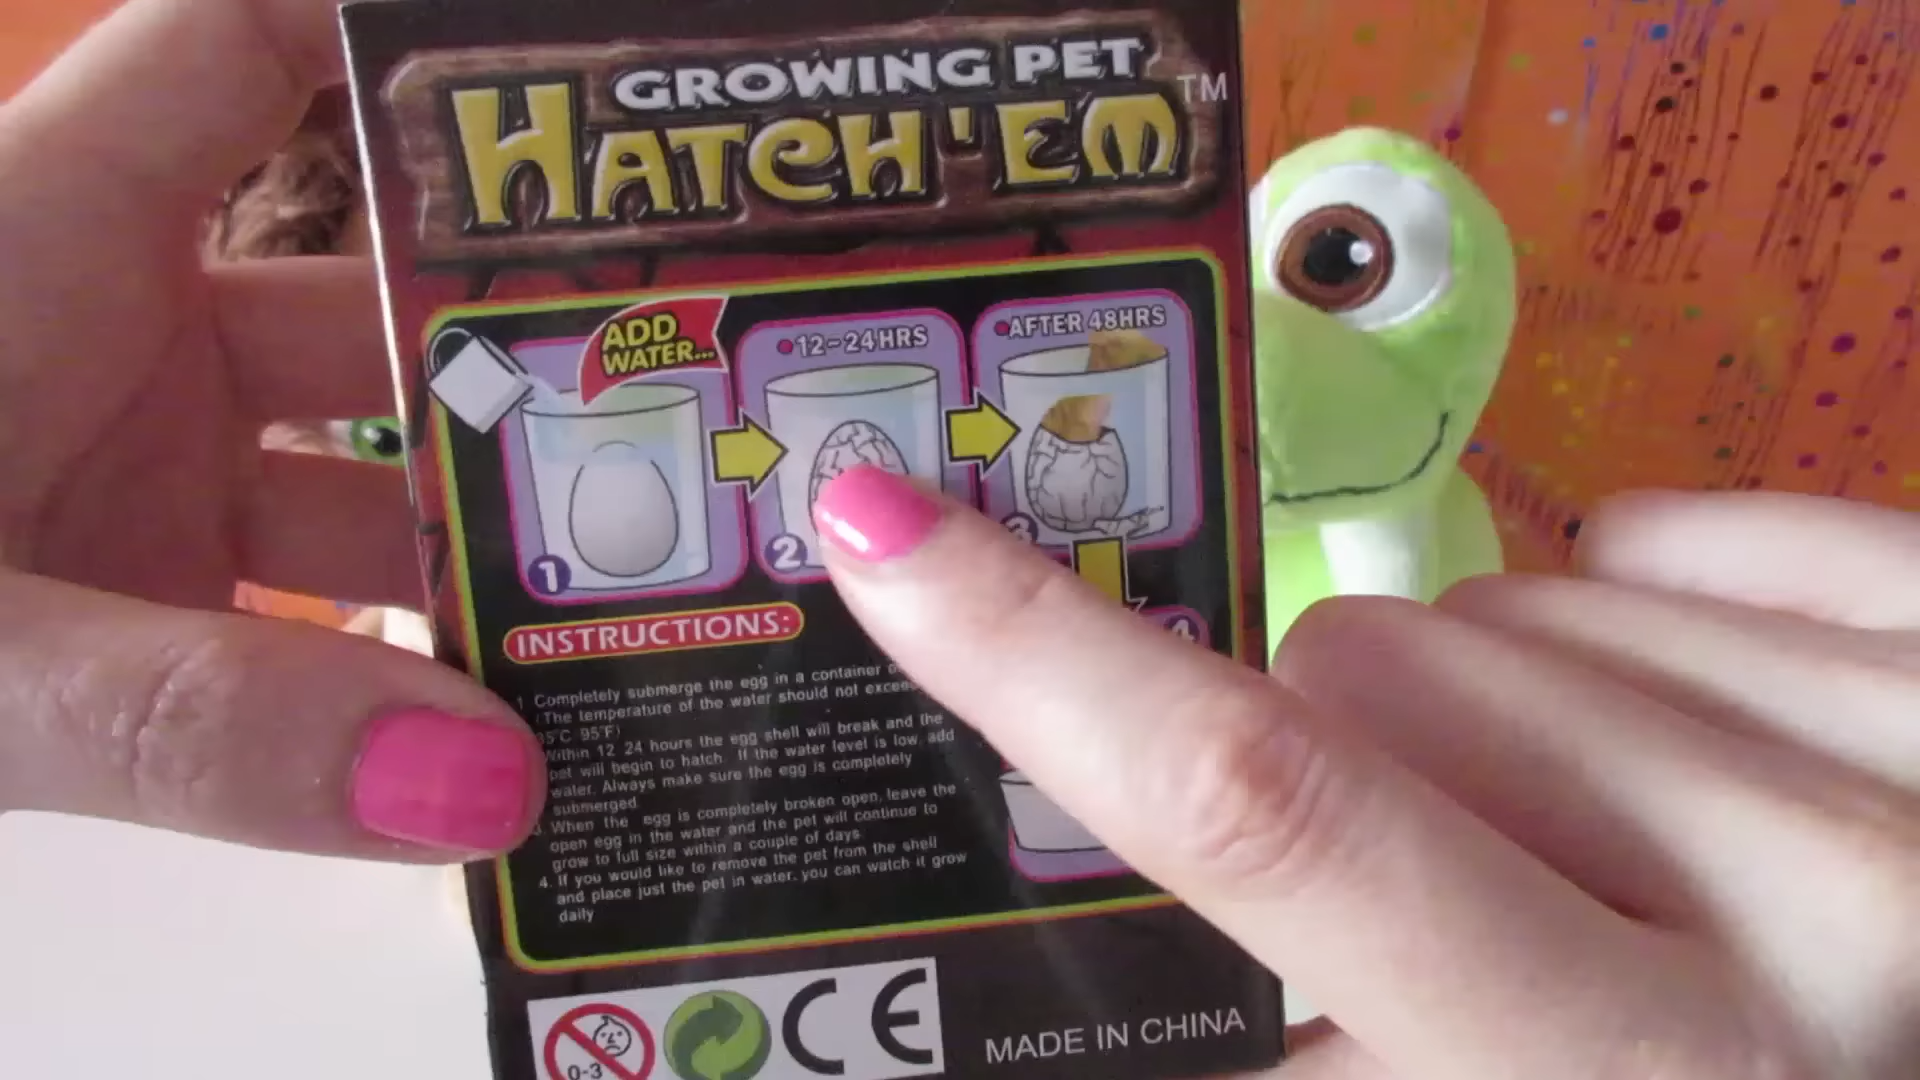 GROWING PET
HATCH'EM™
ADD
WATER...
•12-24HRS
•AFTER 48HRS
1
2
3
4
INSTRUCTIONS:
1 Completely submerge the egg in a container
(The temperature of the water should not
35°C 95°F)
Within 12 24 hours the egg shell will break and the
pet will begin to hatch If the water level is low, add
water. Always make sure the egg is completely
submerged
3 When the egg is completely broken open, leave the
open egg in the water and the pet will continue to
grow to full size within a couple of days
4. If you would like to remove the pet from the shell
and place just the pet in water, you can watch it grow
daily
0-3
CE
MADE IN CHINA